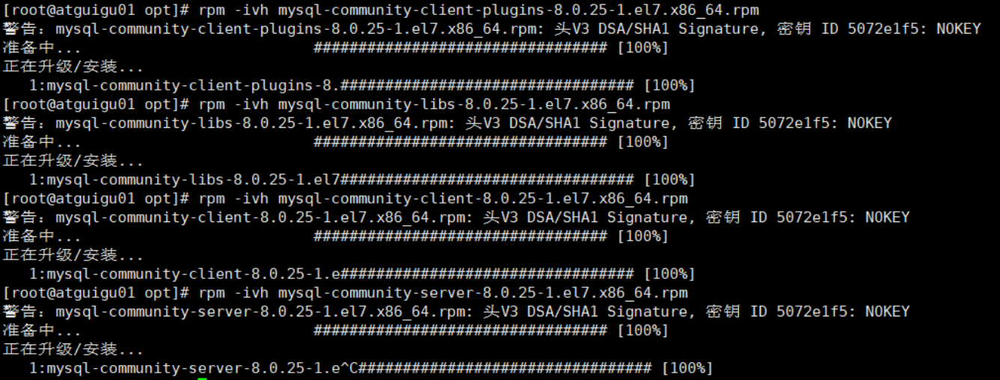 [root@atguigu01 opt]# rpm -ivh mysql-community-client-plugins-8.0.25-1.el7.x86_64.rpm
警告：mysql-community-client-plugins-8.0.25-1.el7.x86_64.rpm: 头V3 DSA/SHA1 Signature, 密钥 ID 5072e1f5: NOKEY
准备中... ################################# [100%]
正在升级/安装...
1:mysql-community-client-plugins-8.################################# [100%]
[root@atguigu01 opt]# rpm -ivh mysql-community-libs-8.0.25-1.el7.x86_64.rpm
警告：mysql-community-libs-8.0.25-1.el7.x86_64.rpm: 头V3 DSA/SHA1 Signature, 密钥 ID 5072e1f5: NOKEY
准备中... ################################# [100%]
正在升级/安装...
1:mysql-community-libs-8.0.25-1.el7################################# [100%]
[root@atguigu01 opt]# rpm -ivh mysql-community-client-8.0.25-1.el7.x86_64.rpm
警告：mysql-community-client-8.0.25-1.el7.x86_64.rpm: 头V3 DSA/SHA1 Signature, 密钥 ID 5072e1f5: NOKEY
准备中... ################################# [100%]
正在升级/安装...
1:mysql-community-client-8.0.25-1.e################################# [100%]
[root@atguigu01 opt]# rpm -ivh mysql-community-server-8.0.25-1.el7.x86_64.rpm
警告：mysql-community-server-8.0.25-1.el7.x86_64.rpm: 头V3 DSA/SHA1 Signature, 密钥 ID 5072e1f5: NOKEY
准备中... ################################# [100%]
正在升级/安装...
1:mysql-community-server-8.0.25-1.e^C################################# [100%]